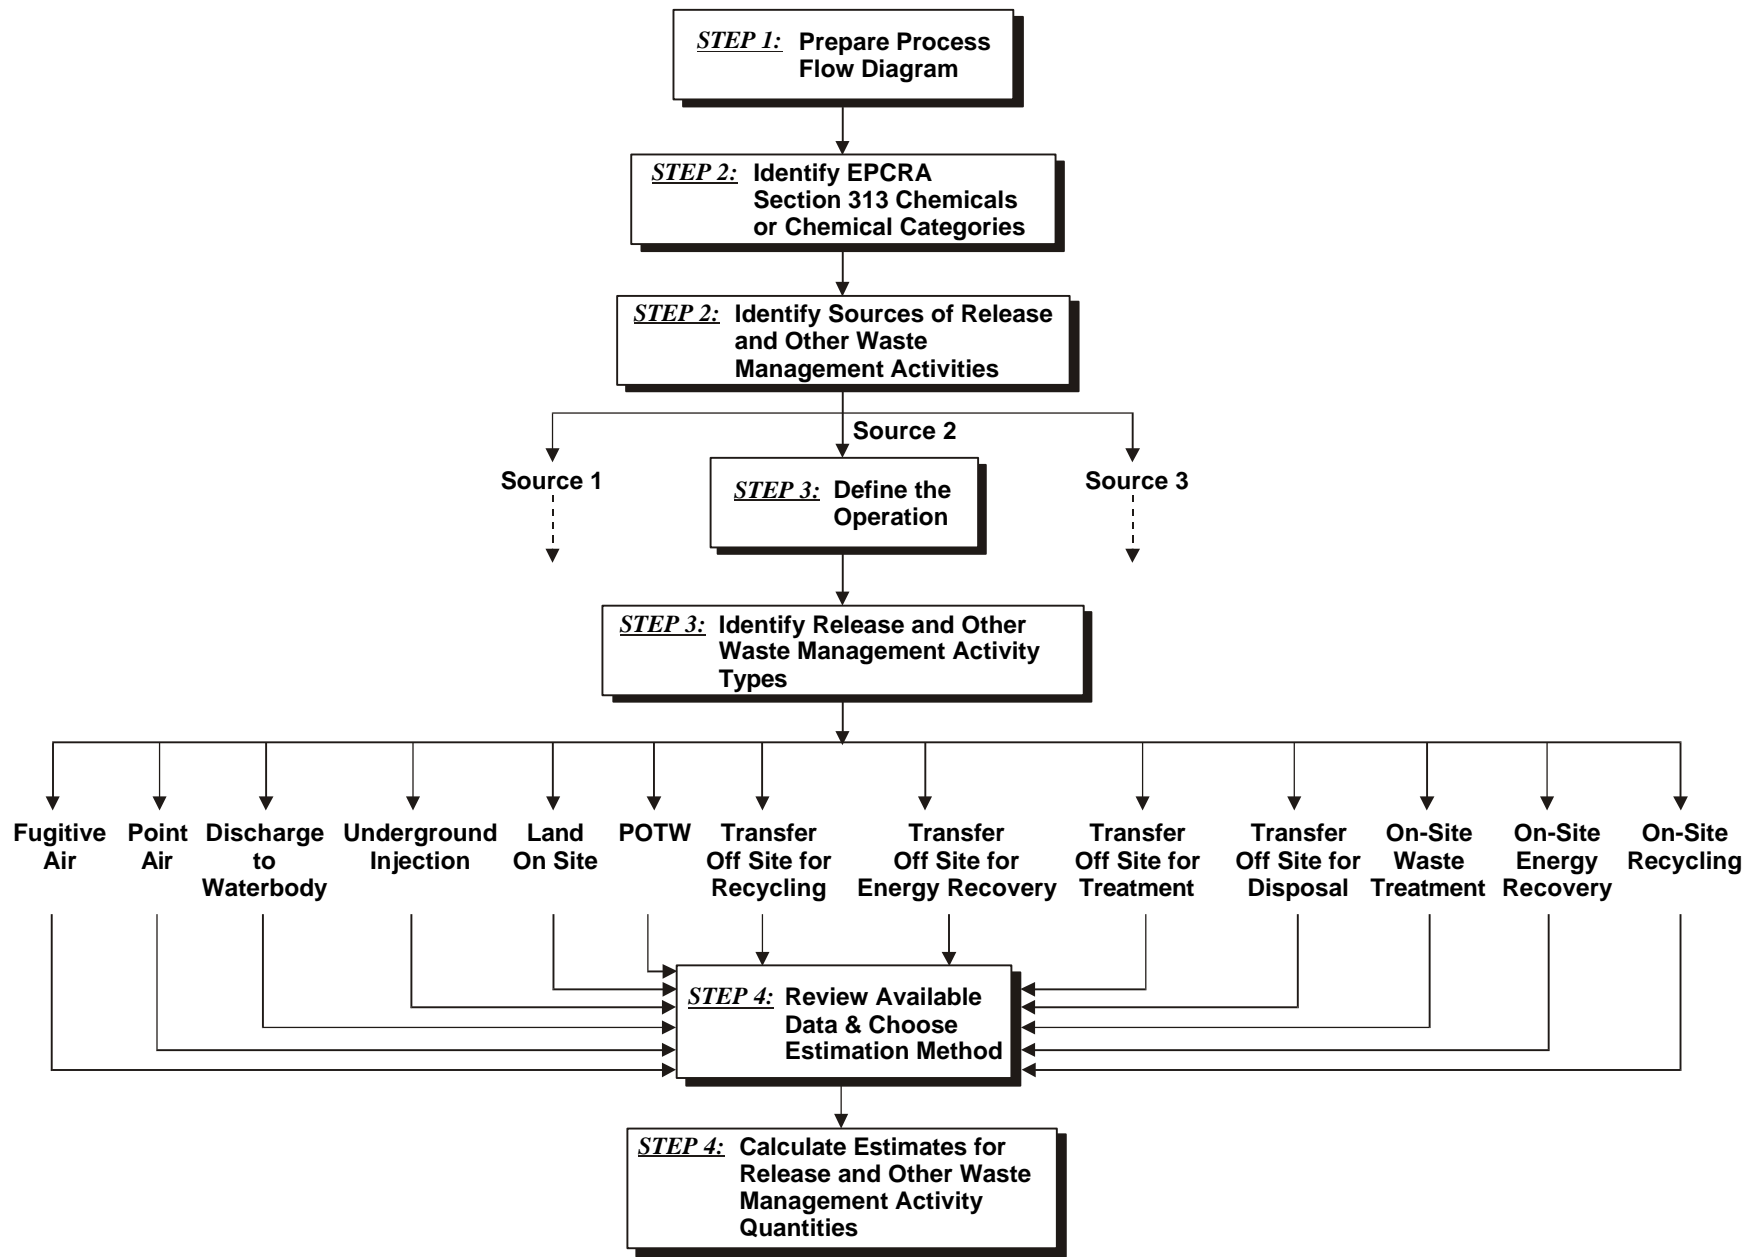 STEP 1: Prepare Process
Flow Diagram
STEP 2: Identify EPCRA
Section 313 Chemicals
or Chemical Categories
STEP 2: Identify Sources of Release
and Other Waste
Management Activities
Source 2
Source 1
STEP 3: Define the
Operation
Source 3
STEP 3: Identify Release and Other
Waste Management Activity
Types
Fugitive
Air
Point
Air
Discharge
to
Waterbody
Underground
Injection
Land
On Site
POTW
Transfer
Off Site for
Recycling
Transfer
Off Site for
Energy Recovery
Transfer
Off Site for
Treatment
Transfer
Off Site for
Disposal
On-Site
Waste
Treatment
On-Site
Energy
Recovery
On-Site
Recycling
STEP 4: Review Available
Data & Choose
Estimation Method
STEP 4: Calculate Estimates for
Release and Other Waste
Management Activity
Quantities